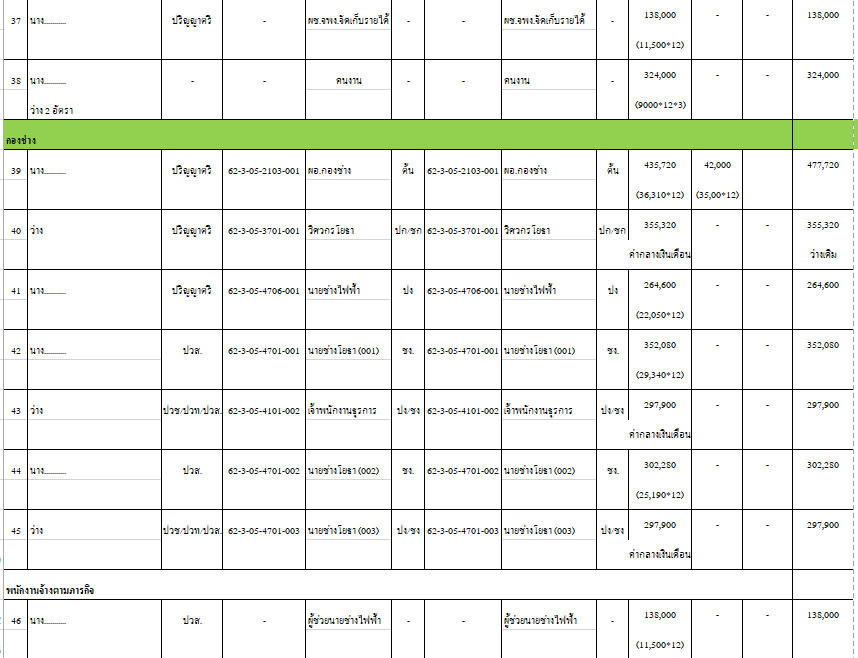 37 นาง........... ปริญญาตรี - ผช.จพง.จัดเก็บรายได้ - - ผช.จพง.จัดเก็บรายได้ - 138,000 - - 138,000
(11,500*12)
38 นาง........... - - คนงาน - - คนงาน - 324,000 - - 324,000
ว่าง 2 อัตรา (9000*12*3)
กองช่าง
39 นาง........... ปริญญาตรี 62-3-05-2103-001 ผอ.กองช่าง ต้น 62-3-05-2103-001 ผอ.กองช่าง ต้น 435,720 42,000 477,720
(36,310*12) (35,00*12)
40 ว่าง ปริญญาตรี 62-3-05-3701-001 วิศวกรโยธา ปก/ชก 62-3-05-3701-001 วิศวกรโยธา ปก/ชก 355,320 - - 355,320
ค่ากลางเงินเดือน ว่างเดิม
41 นาง........... ปริญญาตรี 62-3-05-4706-001 นายช่างไฟฟ้า ปง 62-3-05-4706-001 นายช่างไฟฟ้า ปง 264,600 - - 264,600
(22,050*12)
42 นาง........... ปวส. 62-3-05-4701-001 นายช่างโยธา (001) ชง. 62-3-05-4701-001 นายช่างโยธา (001) ชง. 352,080 - - 352,080
(29,340*12)
43 ว่าง ปวช/ปวท/ปวส. 62-3-05-4101-002 เจ้าพนักงานธุรการ ปง/ชง 62-3-05-4101-002 เจ้าพนักงานธุรการ ปง/ชง 297,900 - - 297,900
ค่ากลางเงินเดือน
44 นาง........... ปวส. 62-3-05-4701-002 นายช่างโยธา (002) ชง. 62-3-05-4701-002 นายช่างโยธา (002) ชง. 302,280 - - 302,280
(25,190*12)
45 ว่าง ปวช/ปวท/ปวส. 62-3-05-4701-003 นายช่างโยธา (003) ปง/ชง 62-3-05-4701-003 นายช่างโยธา (003) ปง/ชง 297,900 - - 297,900
ค่ากลางเงินเดือน
พนักงานจ้างตามภารกิจ
46 นาง........... ปวส. - ผู้ช่วยนายช่างไฟฟ้า - - ผู้ช่วยนายช่างไฟฟ้า - 138,000 - - 138,000
(11,500*12)